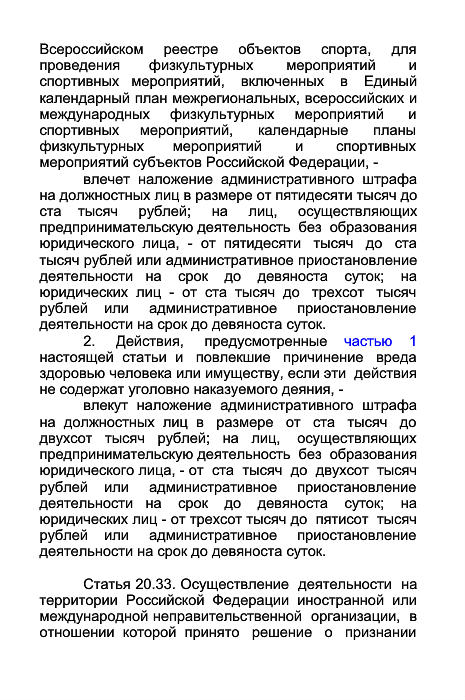 Всероссийском реестре объектов спорта, для
проведения физкультурных мероприятий и
спортивных мероприятий, включенных в Единый
календарный план межрегиональных, всероссийских и
международных физкультурных мероприятий и
спортивных мероприятий, календарные планы
физкультурных мероприятий и спортивных
мероприятий субъектов Российской Федерации, -
влечет наложение административного штрафа
на должностных лиц в размере от пятидесяти тысяч до
ста тысяч рублей; на лиц, осуществляющих
предпринимательскую деятельность без образования
юридического лица, - от пятидесяти тысяч до ста
тысяч рублей или административное приостановление
деятельности на срок до девяноста суток; на
юридических лиц - от ста тысяч до трехсот тысяч
рублей или административное приостановление
деятельности на срок до девяноста суток.
2. Действия, предусмотренные частью 1
настоящей статьи и повлекшие причинение вреда
здоровью человека или имуществу, если эти действия
не содержат уголовно наказуемого деяния, -
влекут наложение административного штрафа
на должностных лиц в размере от ста тысяч до
двухсот тысяч рублей; на лиц, осуществляющих
предпринимательскую деятельность без образования
юридического лица, - от ста тысяч до двухсот тысяч
рублей или административное приостановление
деятельности на срок до девяноста суток; на
юридических лиц - от трехсот тысяч до пятисот тысяч
рублей или административное приостановление
деятельности на срок до девяноста суток.
Статья 20.33. Осуществление деятельности на
территории Российской Федерации иностранной или
международной неправительственной организации, в
отношении которой принято решение о признании